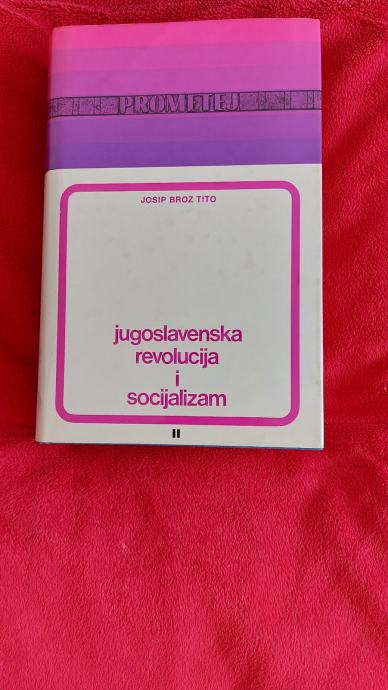 PROMETEJ
JOSIP BROZ TITO
jugoslavenska
revolucija
i
socijalizam
II